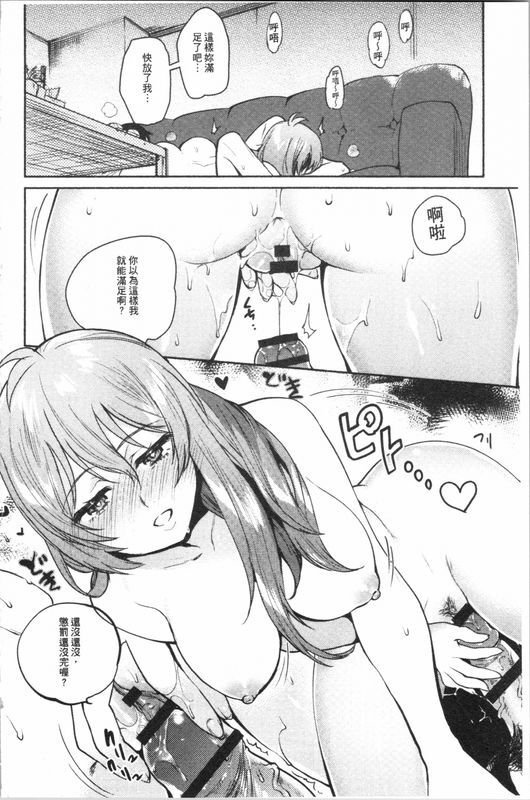 呼唔
呼～呼
呼唔～呼～
這樣妳滿
足了吧…
快放了我…
啊啦
你以為這樣我
就能滿足啊？
どき
どき
ピト…
還沒還沒，
懲罰還沒完喔？